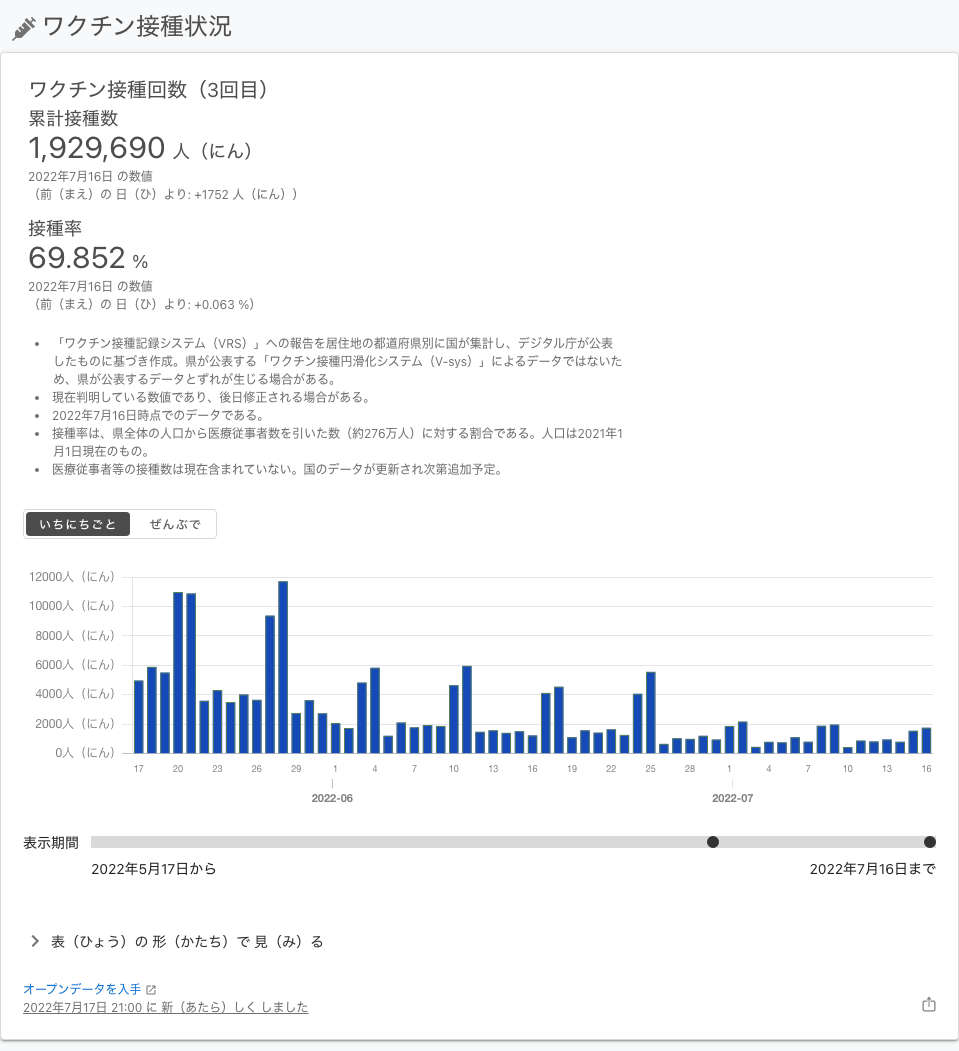 ワクチン接種状況
ワクチン接種回数（3回目）
累計接種数
1,929,690 人（にん）
2022年7月16日 の数値
（前（まえ）の 日（ひ）より: +1752 人（にん））
接種率
69.852 %
2022年7月16日 の数値
（前（まえ）の 日（ひ）より: +0.063 %）
• 「ワクチン接種記録システム（VRS）」への報告を居住地の都道府県別に国が集計し、デジタル庁が公表
したものに基づき作成。県が公表する「ワクチン接種円滑化システム（V-sys）」によるデータではないた
め、県が公表するデータとずれが生じる場合がある。
• 現在判明している数値であり、後日修正される場合がある。
• 2022年7月16日時点でのデータである。
• 接種率は、県全体の人口から医療従事者数を引いた数（約276万人）に対する割合である。人口は2021年1
月1日現在のもの。
• 医療従事者等の接種数は現在含まれていない。国のデータが更新され次第追加予定。
いちにちごと ぜんぶで
12000人（にん）
10000人（にん）
8000人（にん）
6000人（にん）
4000人（にん）
2000人（にん）
0人（にん）
17 20 23 26 29 1 4 7 10 13 16 19 22 25 28 1 4 7 10 13 16
2022-06 2022-07
表示期間
2022年5月17日から 2022年7月16日まで
表（ひょう）の 形（かたち）で 見（み）る
オープンデータを入手
2022年7月17日 21:00 に 新（あたら）しく しました